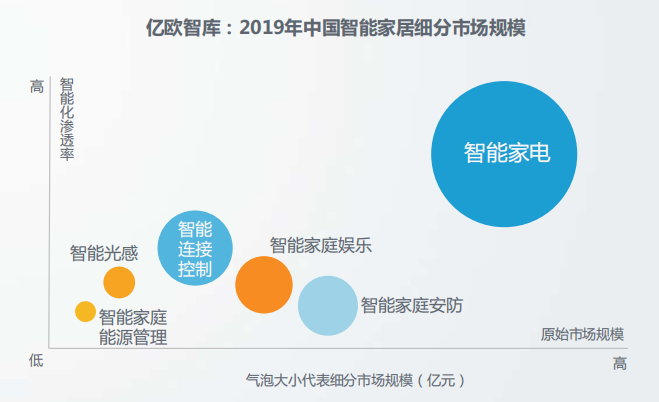 亿欧智库：2019年中国智能家居细分市场规模
高
智能化渗透率
智能家电
智能
连接
控制
智能家庭娱乐
智能光感
智能家庭安防
智能家庭
能源管理
原始市场规模
低
高
气泡大小代表细分市场规模（亿元）